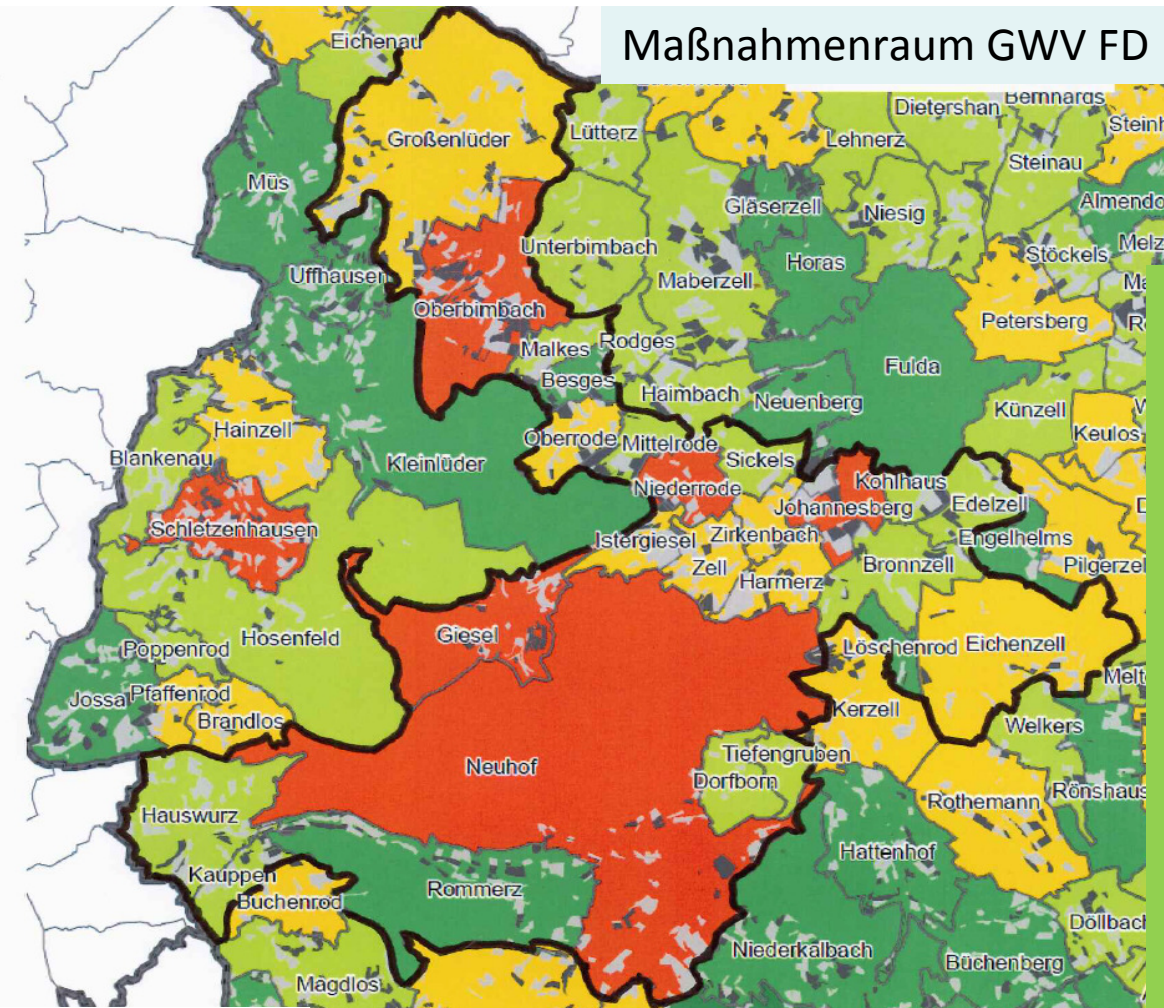 Maßnahmenraum GWV FD
Eichenau
Großenlüder
Lütterz
Lehnerz
Dietershan
Bernhards
Steinau
Müs
Gläserzell
Niesig
Unterbimbach
Uffhausen
Horas
Stöckels
Maberzell
Oberbimbach
Petersberg
Malkes
Rodges
Besges
Fulda
Haimbach
Neuenberg
Künzell
Hainzell
Oberrode
Mittelrode
Keulos
Blankenau
Kleinlüder
Sickels
Niederrode
Kohlhaus
Edelzell
Schletzenhausen
Johannesberg
Istergiesel
Zirkenbach
Engelhelms
Zell
Bronnzell
Harmerz
Giesel
Hosenfeld
Poppenrod
Löschenrod
Eichenzell
Jossa
Pfaffenrod
Brandlos
Kerzell
Welkers
Neuhof
Tiefengruben
Dorfborn
Hauswurz
Rothemann
Hattenhof
Kauppen
Buchenrod
Rommerz
Niederkalbach
Büchenberg
Magdlos